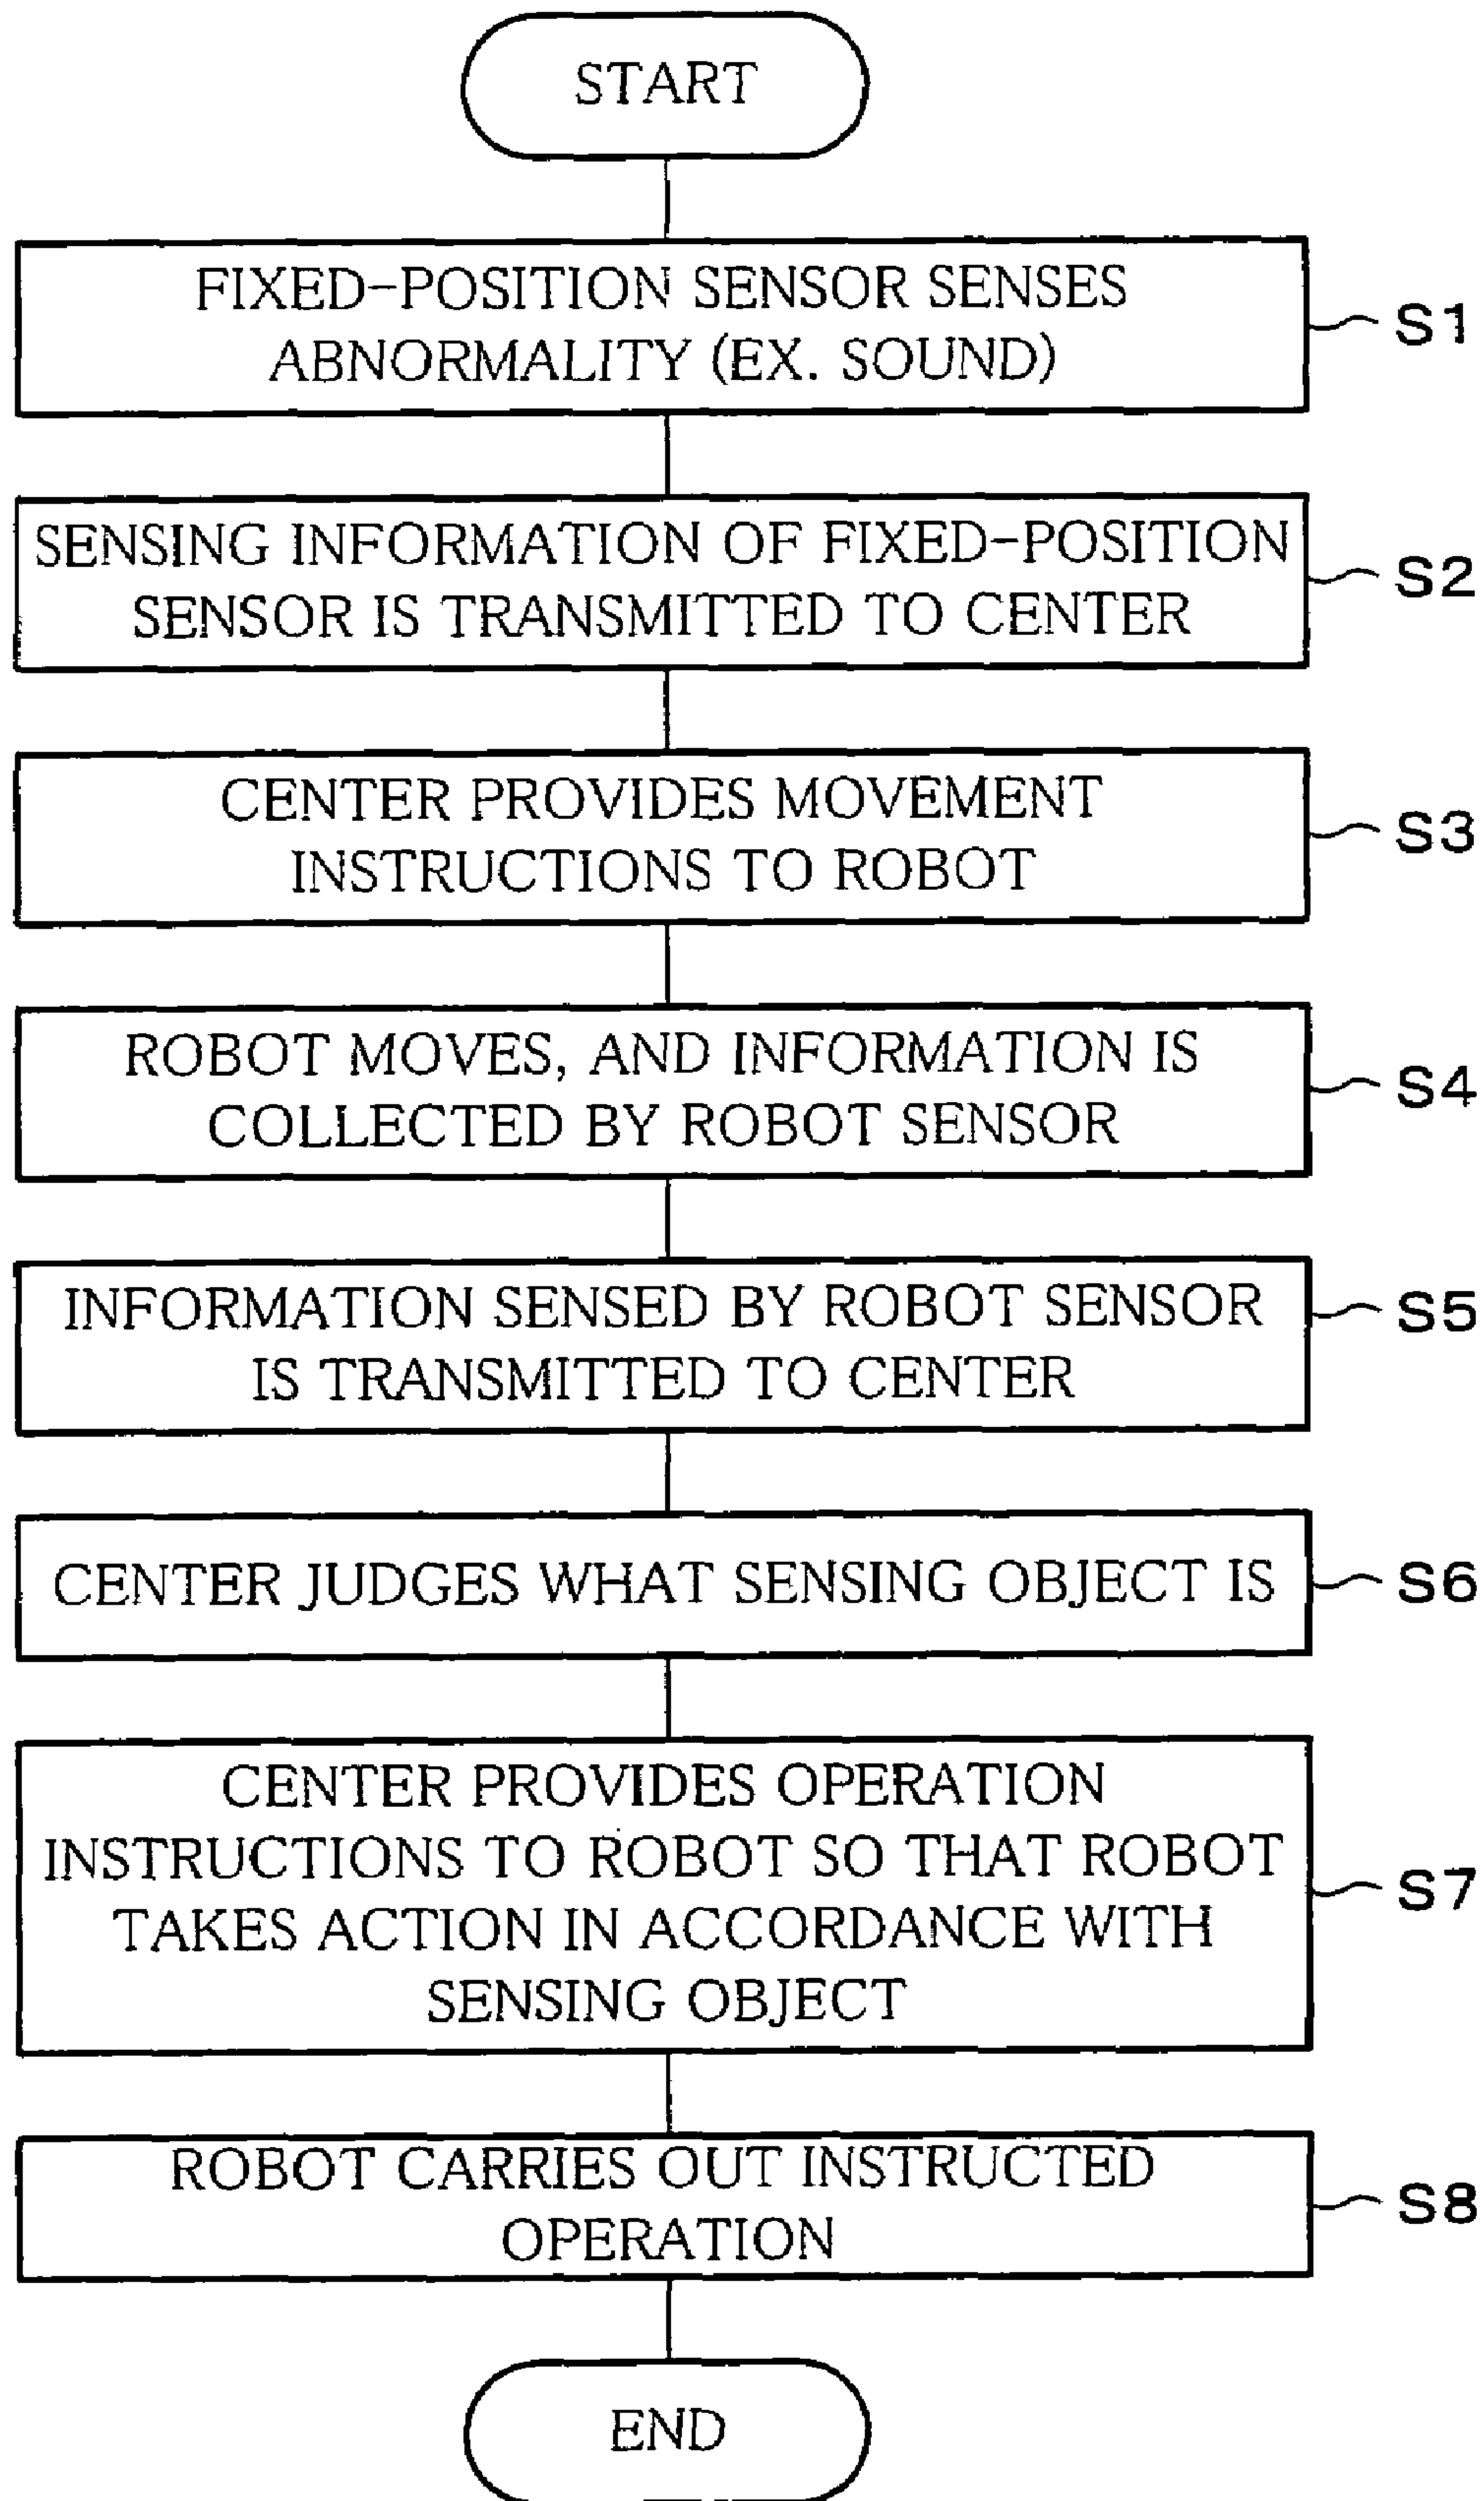 START
FIXED-POSITION SENSOR SENSES
ABNORMALITY (EX. SOUND)
S1
SENSING INFORMATION OF FIXED-POSITION
SENSOR IS TRANSMITTED TO CENTER
S2
CENTER PROVIDES MOVEMENT
INSTRUCTIONS TO ROBOT
S3
ROBOT MOVES, AND INFORMATION IS
COLLECTED BY ROBOT SENSOR
S4
INFORMATION SENSED BY ROBOT SENSOR
IS TRANSMITTED TO CENTER
S5
CENTER JUDGES WHAT SENSING OBJECT IS
S6
CENTER PROVIDES OPERATION
INSTRUCTIONS TO ROBOT SO THAT ROBOT
TAKES ACTION IN ACCORDANCE WITH
SENSING OBJECT
S7
ROBOT CARRIES OUT INSTRUCTED
OPERATION
S8
END